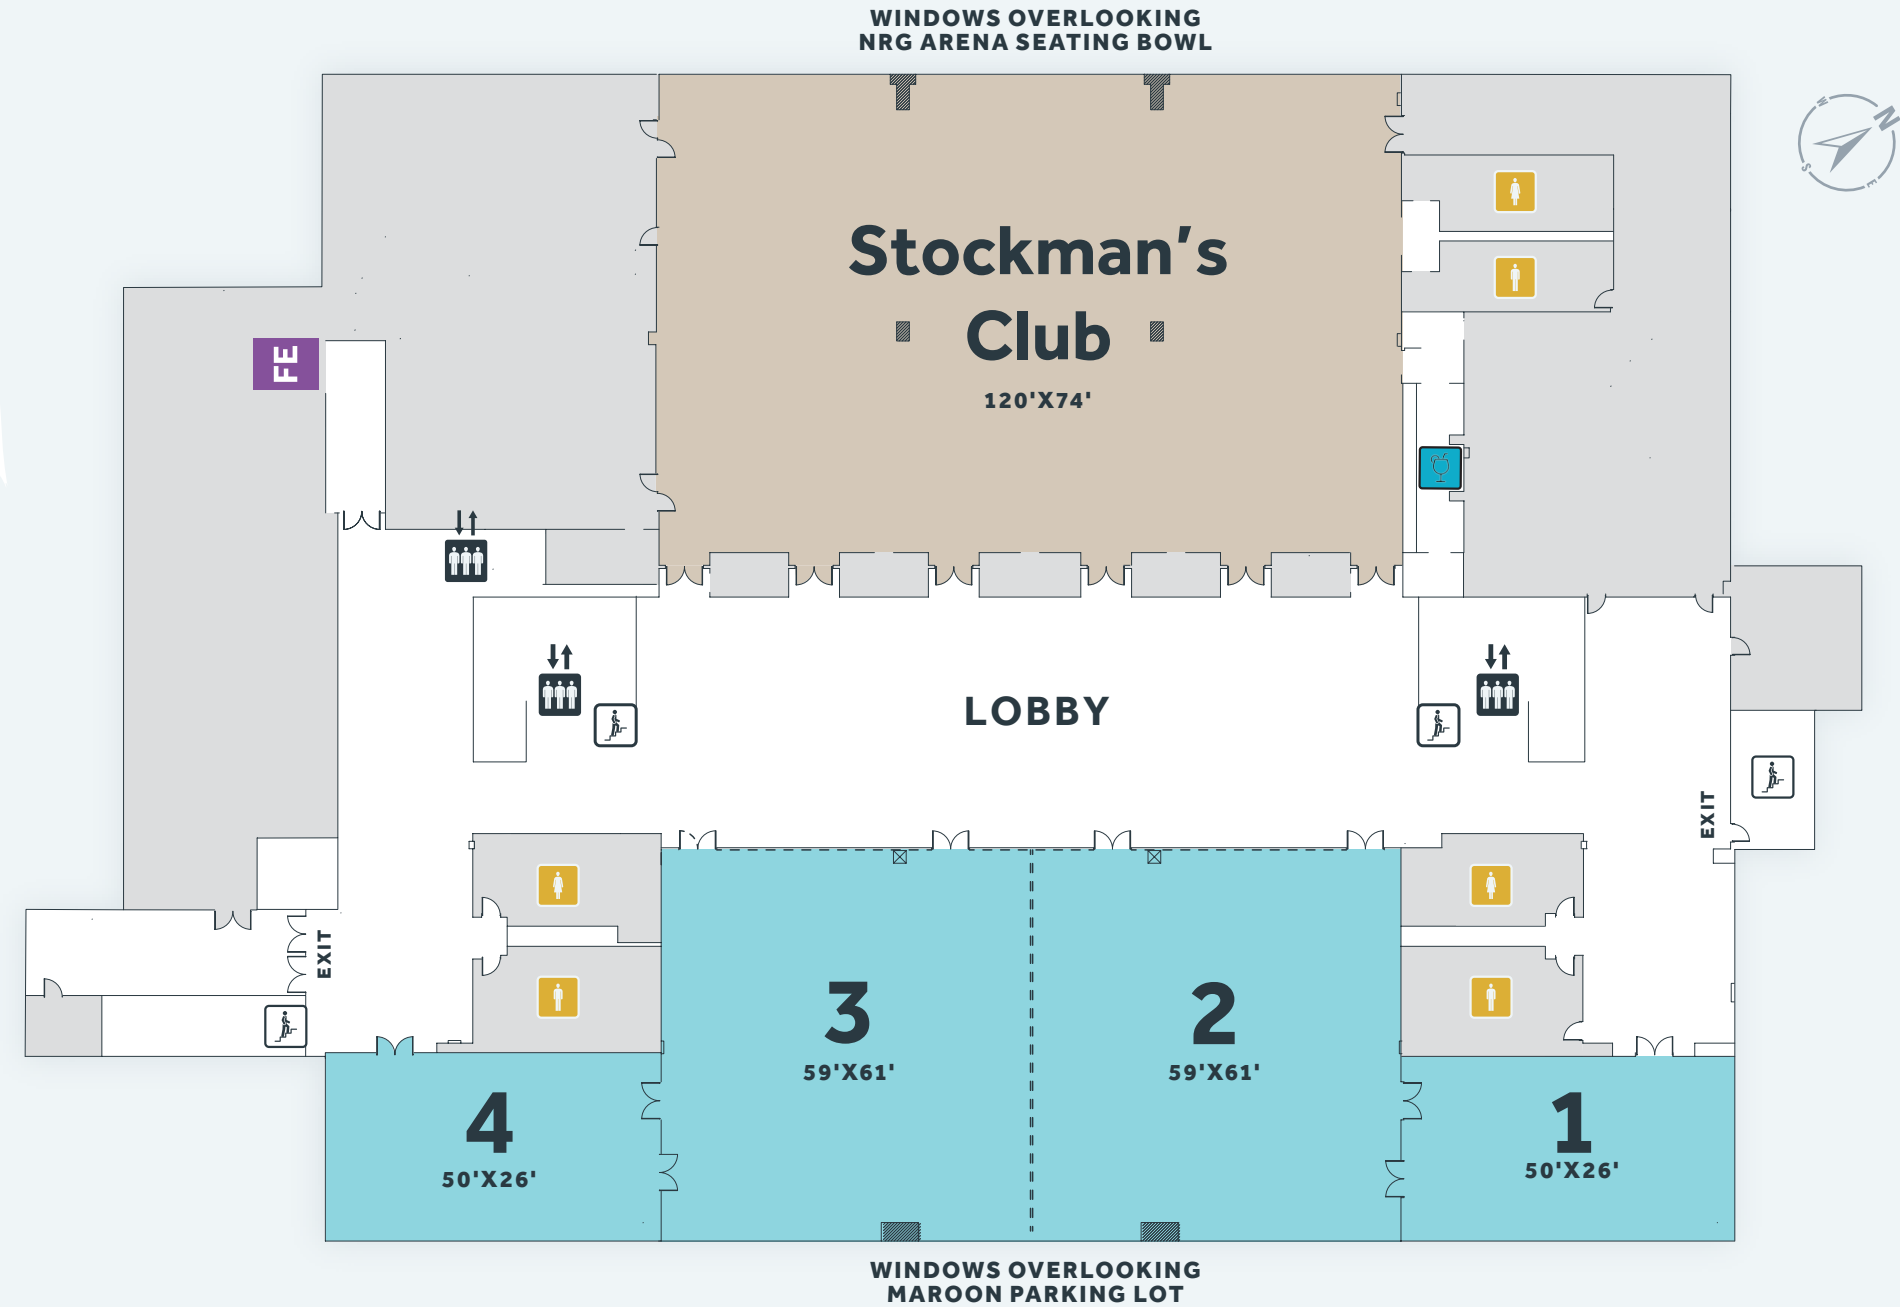 WINDOWS OVERLOOKING
NRG ARENA SEATING BOWL
W
N
S
E
Stockman's
Club
120'X74'
FE
LOBBY
EXIT
EXIT
3
59'X61'
2
59'X61'
4
50'X26'
1
50'X26'
WINDOWS OVERLOOKING
MAROON PARKING LOT